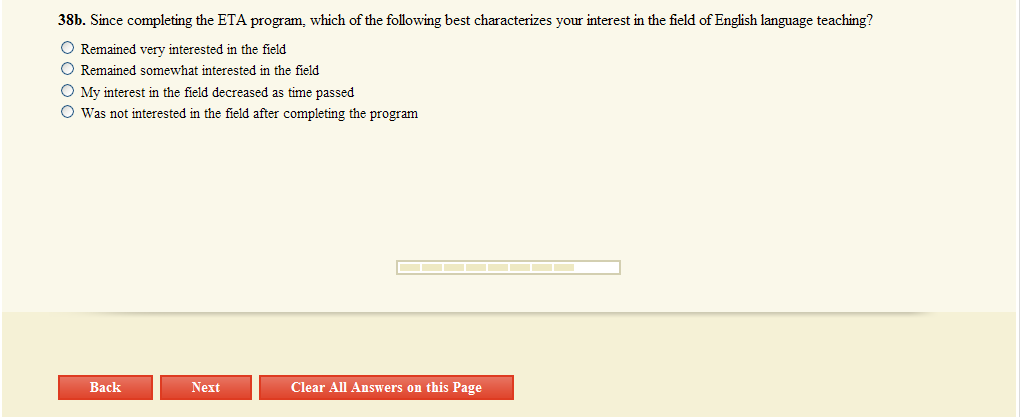 38b. Since completing the ETA program, which of the following best characterizes your interest in the field of English language teaching?
Remained very interested in the field
Remained somewhat interested in the field
My interest in the field decreased as time passed
Was not interested in the field after completing the program
Back Next Clear All Answers on this Page